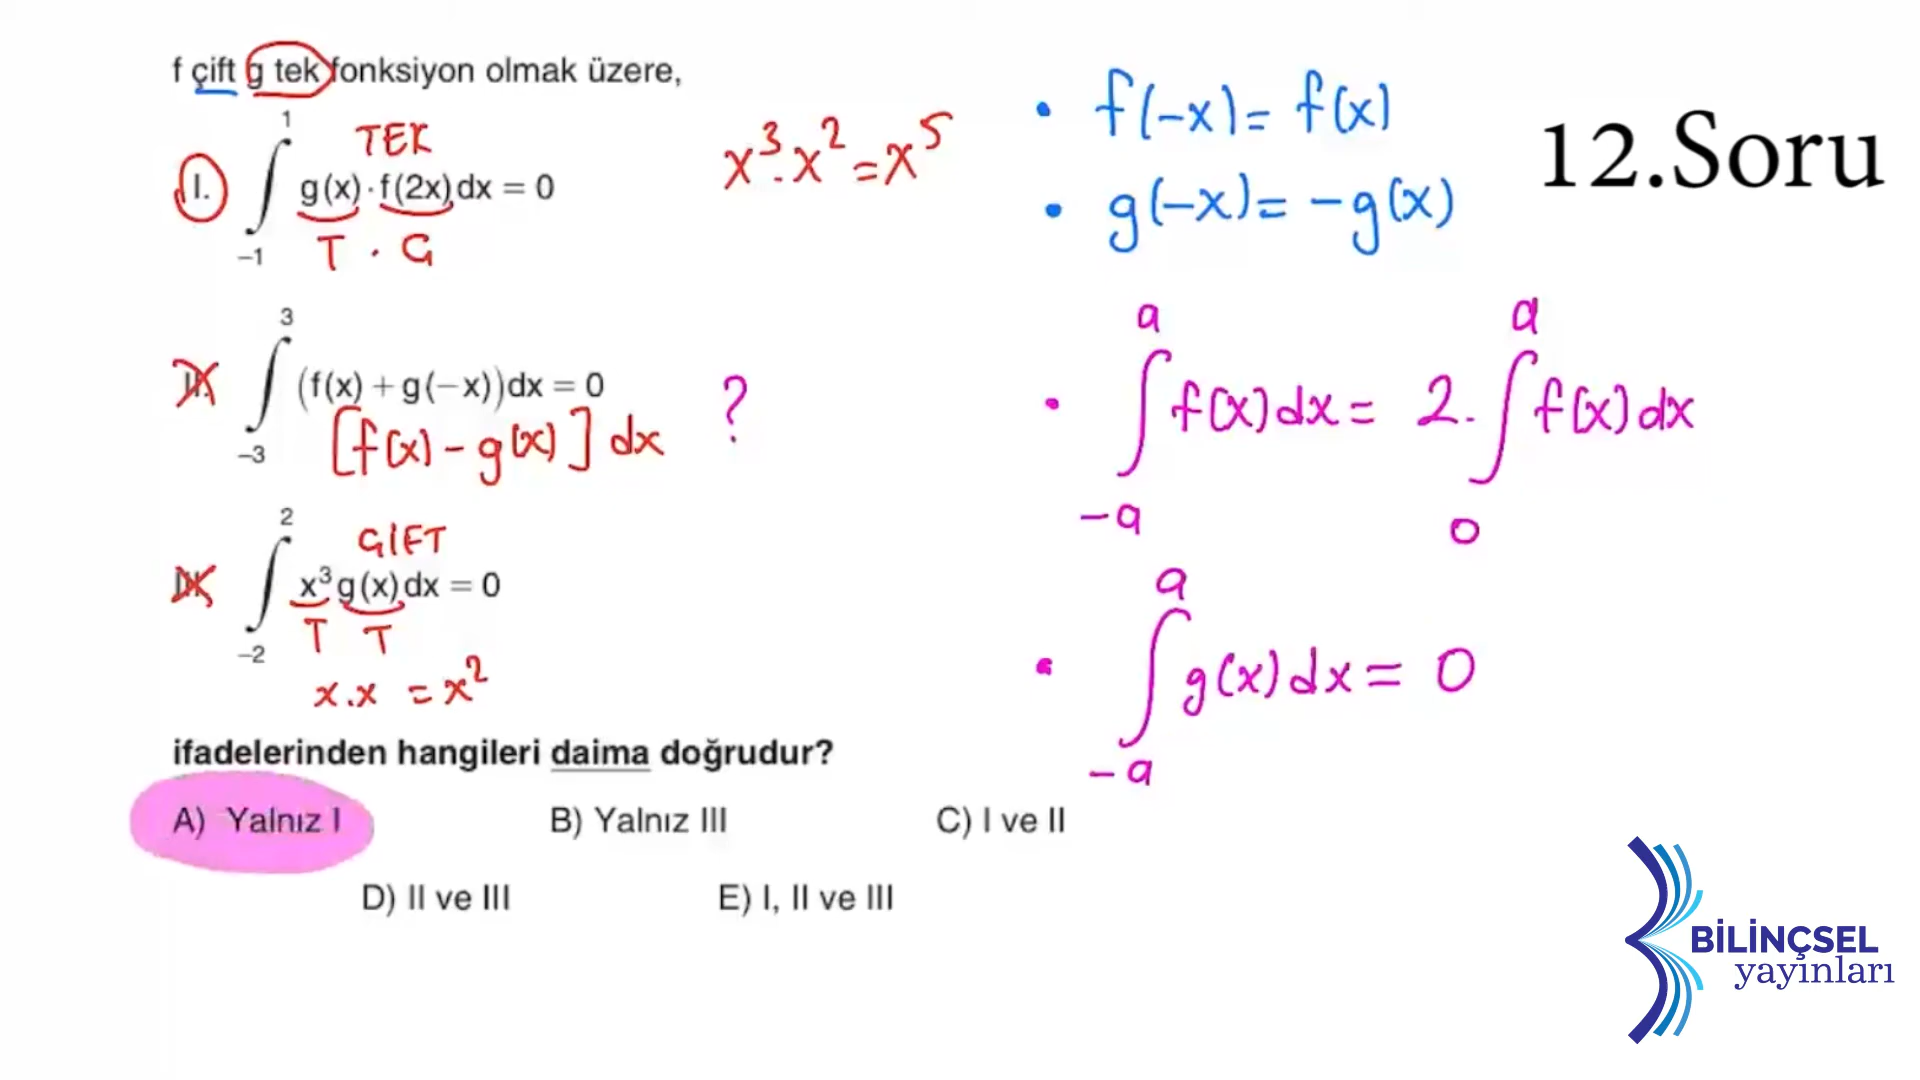 f çift g tek fonksiyon olmak üzere,
TEK
I. ∫₋₁¹ g(x) · f(2x) dx = 0
T . Ç
x³ . x² = x⁵
II. ∫₋₃³ (f(x) + g(−x)) dx = 0 ?
[f(x) − g(x)] dx
ÇİFT
III. ∫₋₂² x³ g(x) dx = 0
T T
x . x = x²
ifadelerinden hangileri daima doğrudur?
A) Yalnız I B) Yalnız III C) I ve II
D) II ve III E) I, II ve III
• f(−x) = f(x)
• g(−x) = −g(x)
• ∫₋ₐᵃ f(x) dx = 2 . ∫₀ᵃ f(x) dx
• ∫₋ₐᵃ g(x) dx = 0
12.Soru
BİLİNÇSEL
yayınları